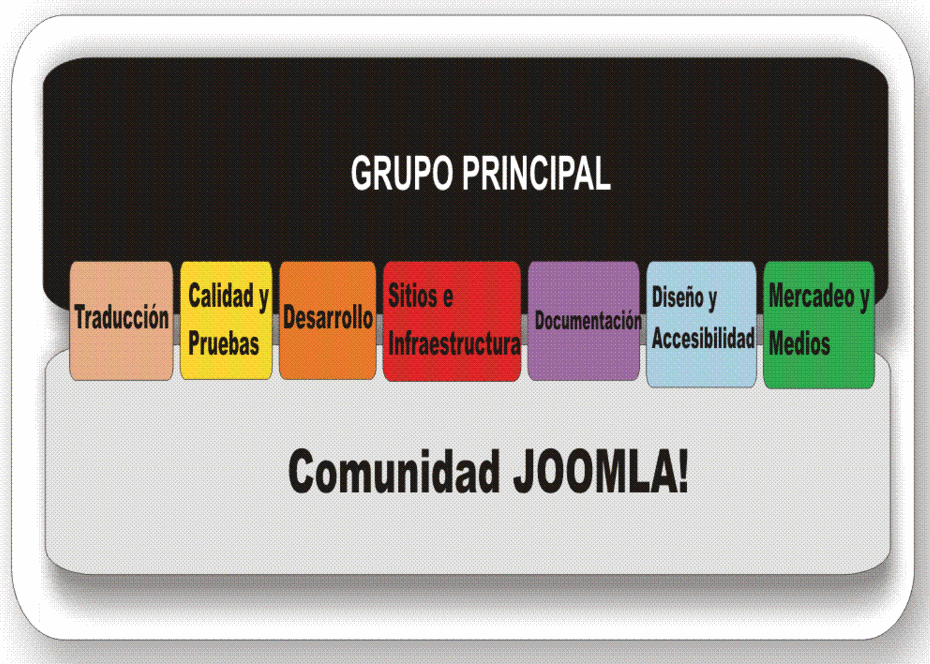 GRUPO PRINCIPAL
Traducción
Calidad y
Pruebas
Desarrollo
Sitios e
Infraestructura
Documentación
Diseño y
Accesibilidad
Mercadeo y
Medios
Comunidad JOOMLA!